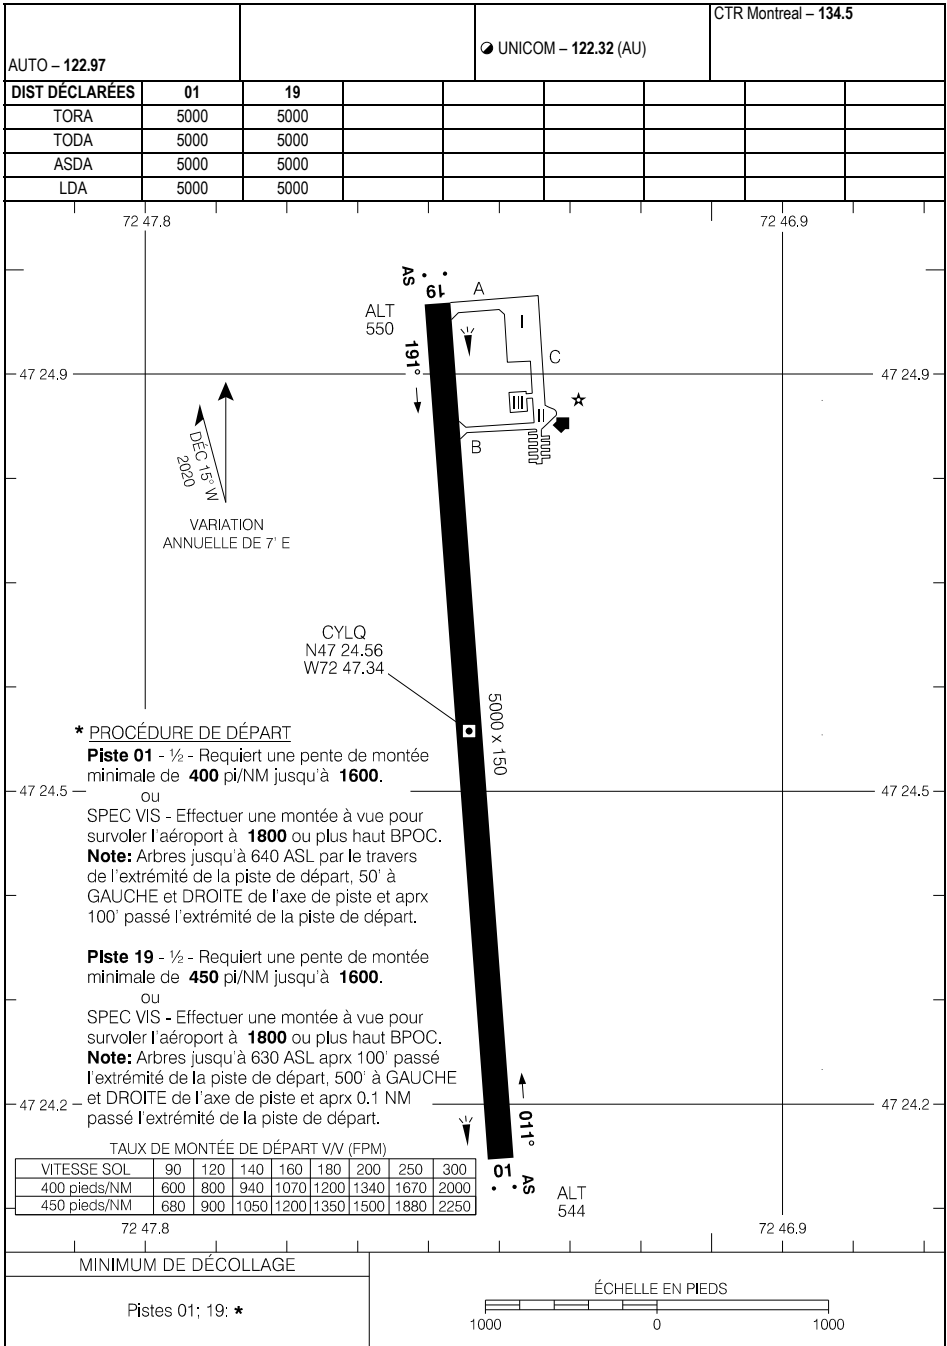 CTR Montreal – 134.5
UNICOM – 122.32 (AU)
AUTO – 122.97
DIST DÉCLARÉES 01 19
TORA 5000 5000
TODA 5000 5000
ASDA 5000 5000
LDA 5000 5000
72 47.8 72 46.9
AS
19
A
ALT
550
I
191°
C
47 24.9 47 24.9
III
II
B
DÉC 15° W
2020
VARIATION
ANNUELLE DE 7' E
CYLQ
N47 24.56
W72 47.34
5000 x 150
* PROCÉDURE DE DÉPART
Piste 01 - ½ - Requiert une pente de montée
minimale de 400 pi/NM jusqu'à 1600.
47 24.5 47 24.5
ou
SPEC VIS - Effectuer une montée à vue pour
survoler l'aéroport à 1800 ou plus haut BPOC.
Note: Arbres jusqu'à 640 ASL par le travers
de l'extrémité de la piste de départ, 50' à
GAUCHE et DROITE de l'axe de piste et aprx
100' passé l'extrémité de la piste de départ.
Piste 19 - ½ - Requiert une pente de montée
minimale de 450 pi/NM jusqu'à 1600.
ou
SPEC VIS - Effectuer une montée à vue pour
survoler l'aéroport à 1800 ou plus haut BPOC.
Note: Arbres jusqu'à 630 ASL aprx 100' passé
l'extrémité de la piste de départ, 500' à GAUCHE
et DROITE de l'axe de piste et aprx 0.1 NM
passé l'extrémité de la piste de départ.
47 24.2 47 24.2
011°
TAUX DE MONTÉE DE DÉPART V/V (FPM)
VITESSE SOL 90 120 140 160 180 200 250 300
400 pieds/NM 600 800 940 1070 1200 1340 1670 2000
450 pieds/NM 680 900 1050 1200 1350 1500 1880 2250
01
AS
ALT
544
72 47.8 72 46.9
MINIMUM DE DÉCOLLAGE
Pistes 01; 19: *
ÉCHELLE EN PIEDS
1000 0 1000